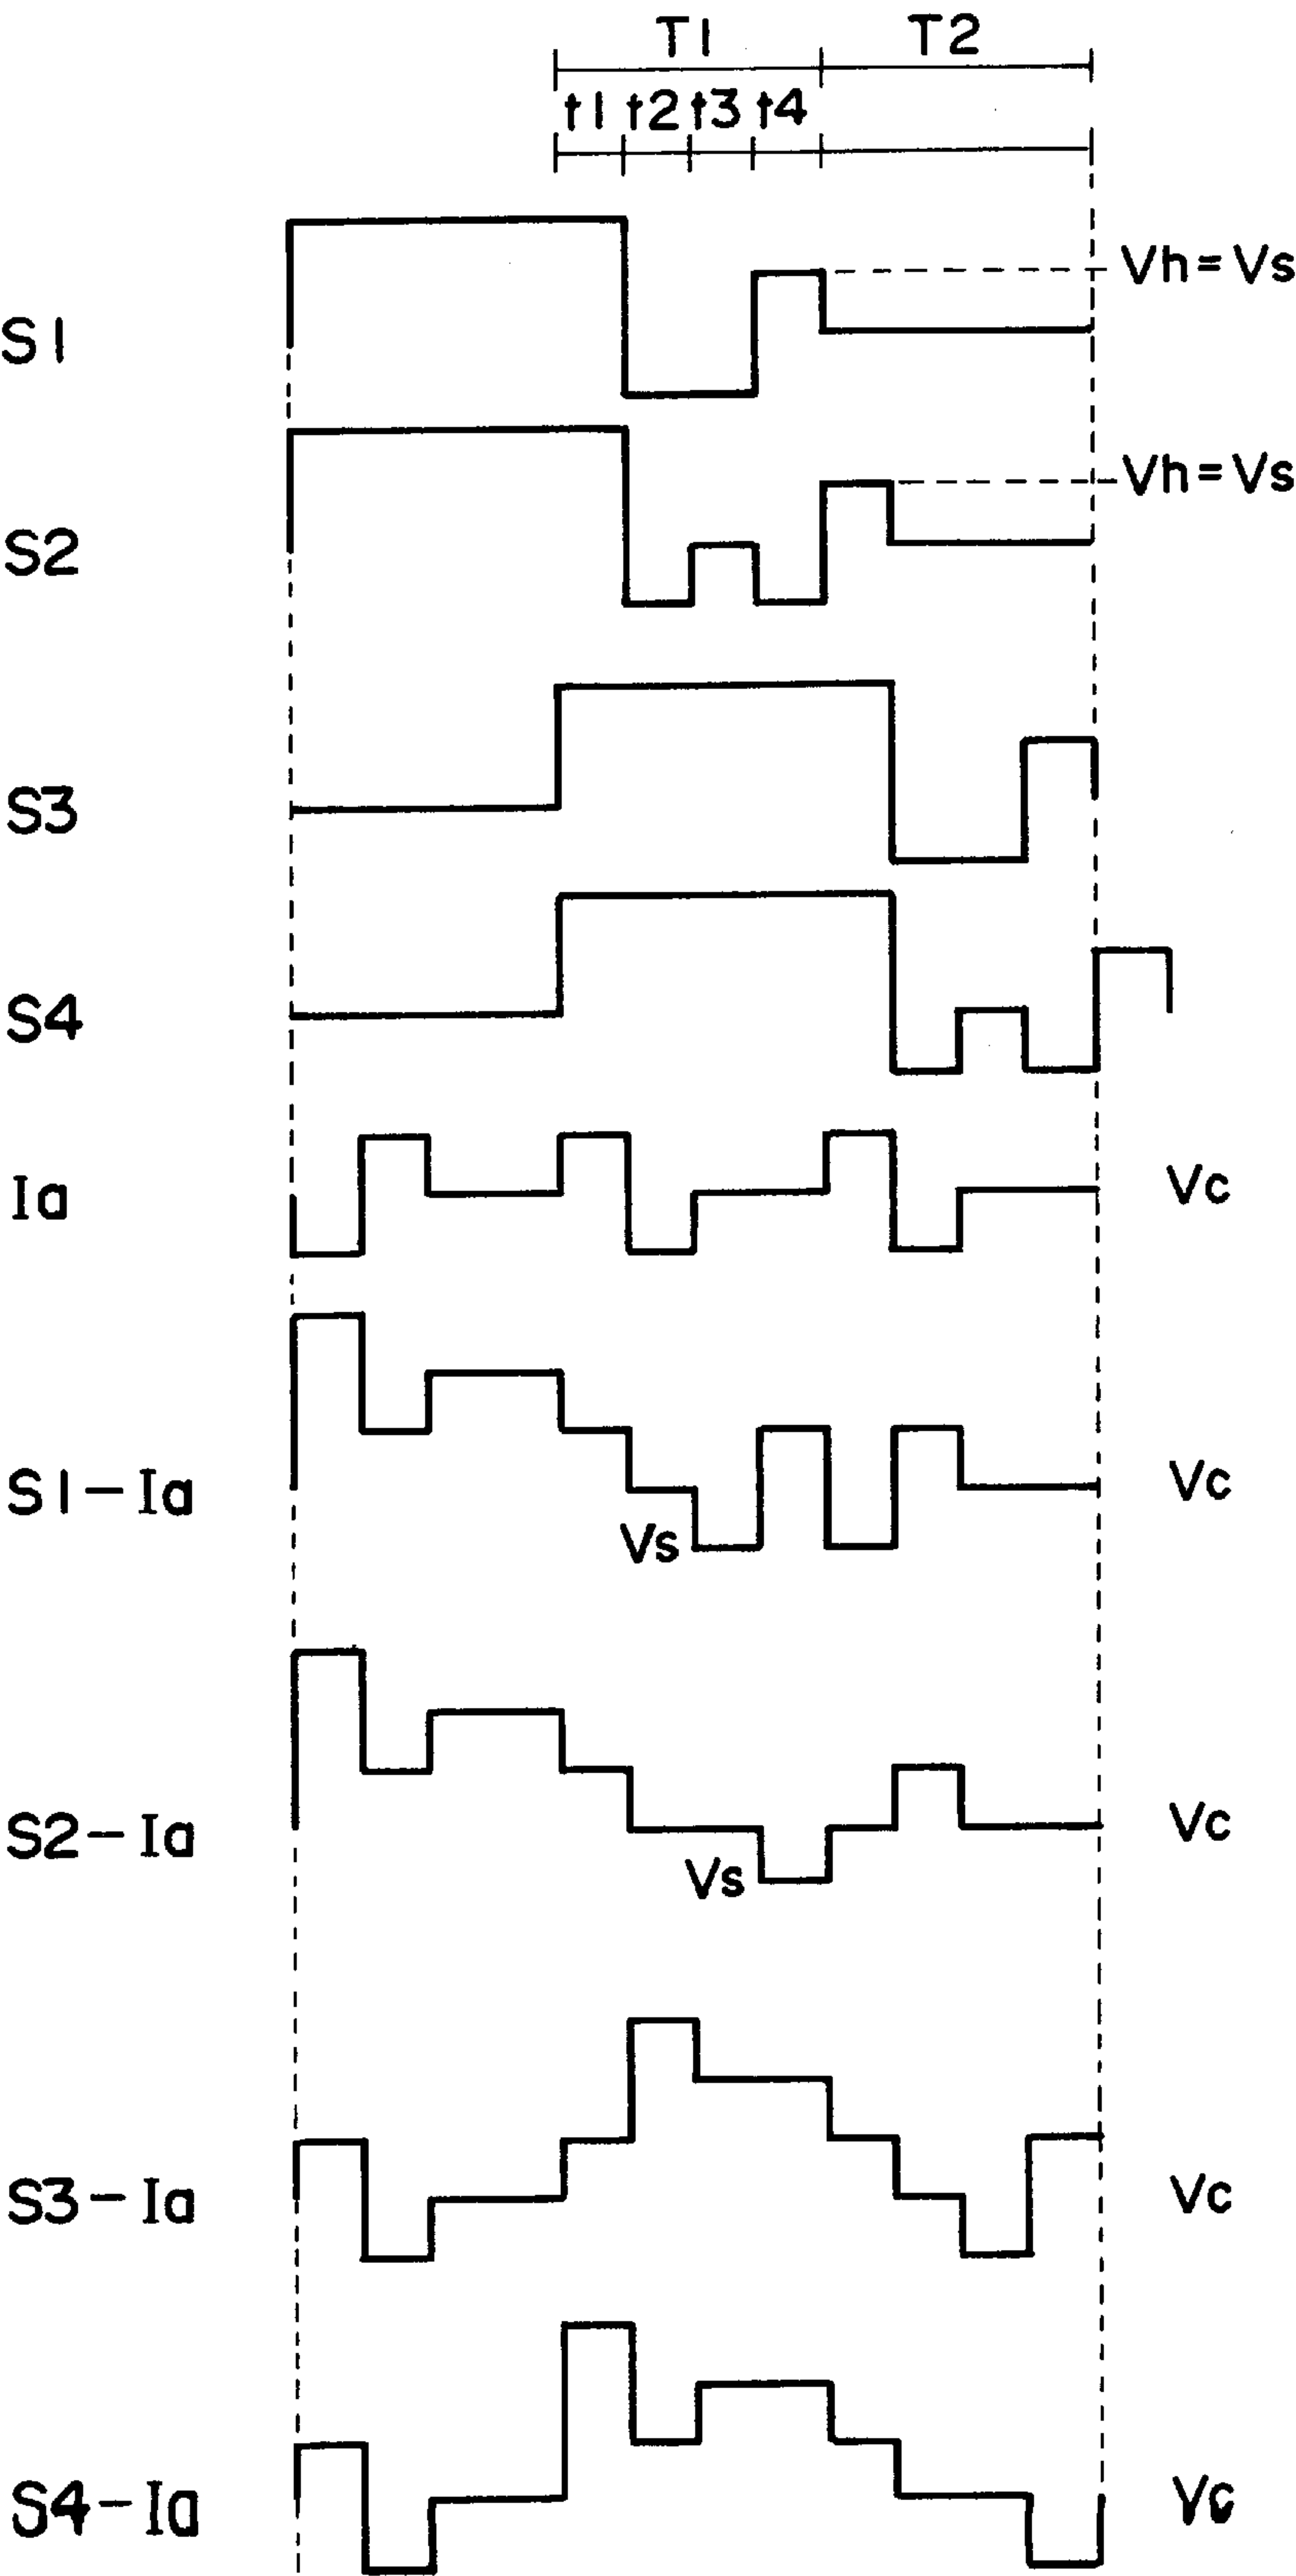 T1 T2
t1 t2 t3 t4
Vh=Vs
S1
Vh=Vs
S2
S3
S4
Ia Vc
S1-Ia Vc
Vs
S2-Ia Vc
Vs
S3-Ia Vc
S4-Ia Vc